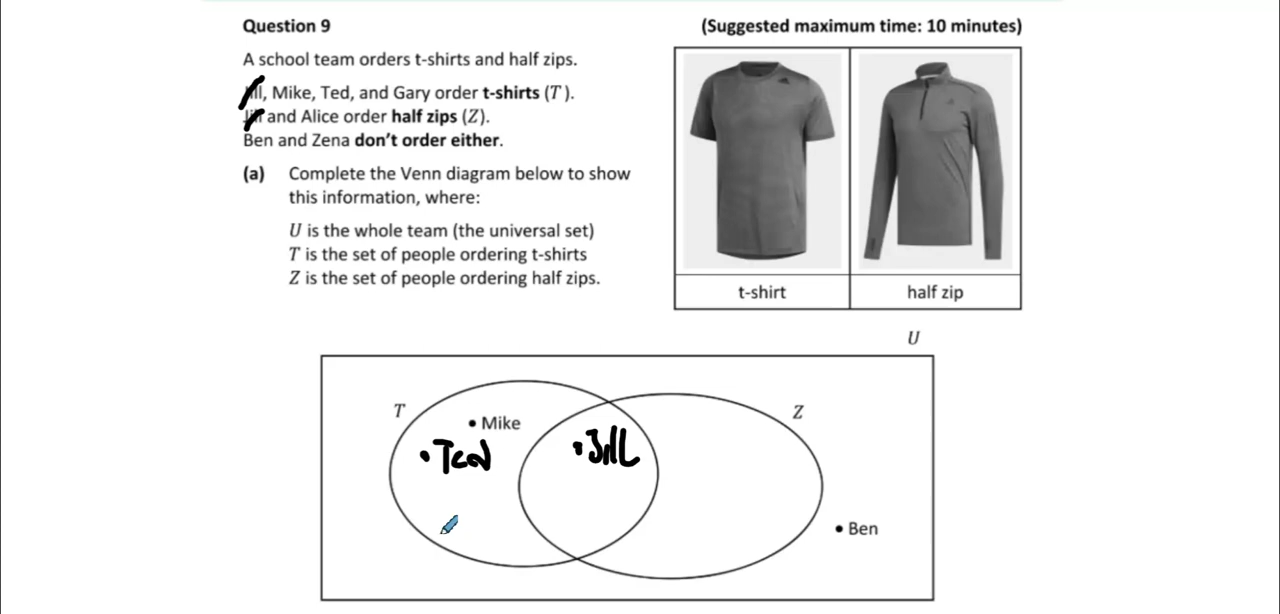 Question 9
(Suggested maximum time: 10 minutes)
A school team orders t-shirts and half zips.
Jill, Mike, Ted, and Gary order t-shirts (T).
Jill and Alice order half zips (Z).
Ben and Zena don't order either.
(a) Complete the Venn diagram below to show
this information, where:
U is the whole team (the universal set)
T is the set of people ordering t-shirts
Z is the set of people ordering half zips.
t-shirt
half zip
U
T
Z
• Mike
• Ted
• Jill
• Ben